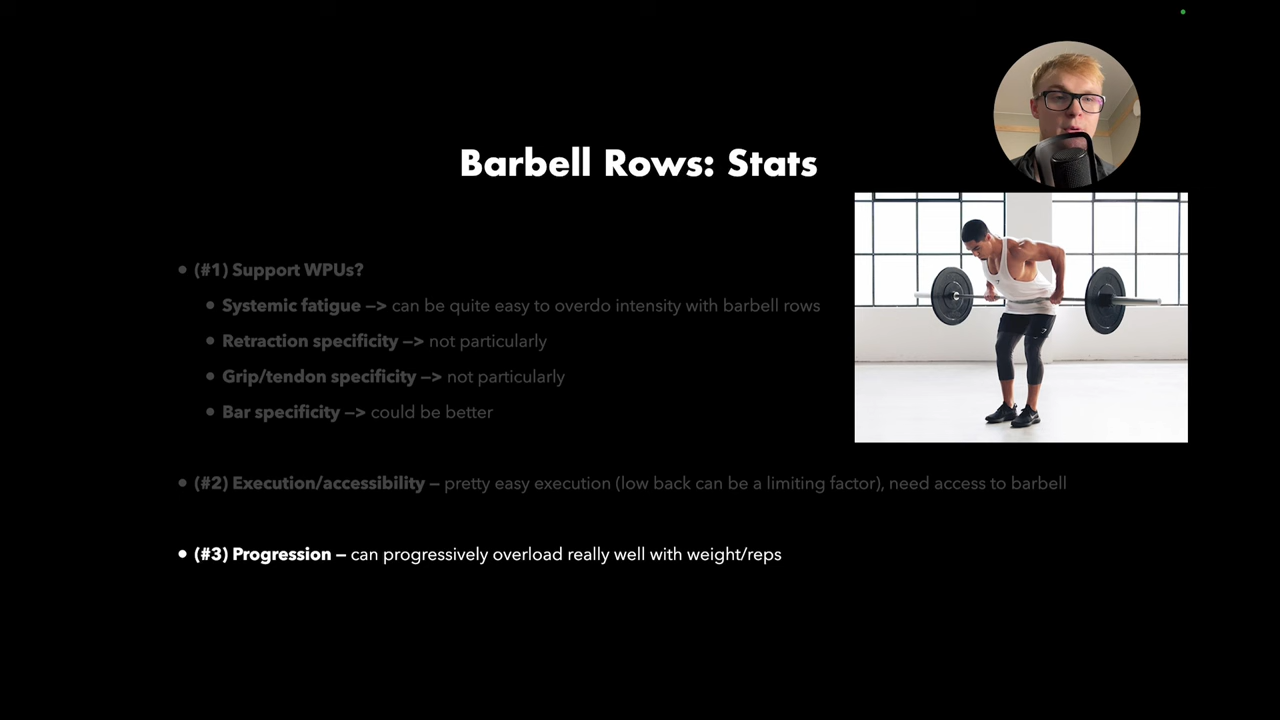 Barbell Rows: Stats
• (#1) Support WPUs?
• Systemic fatigue —> can be quite easy to overdo intensity with barbell rows
• Retraction specificity —> not particularly
• Grip/tendon specificity —> not particularly
• Bar specificity —> could be better
• (#2) Execution/accessibility — pretty easy execution (low back can be a limiting factor), need access to barbell
• (#3) Progression — can progressively overload really well with weight/reps